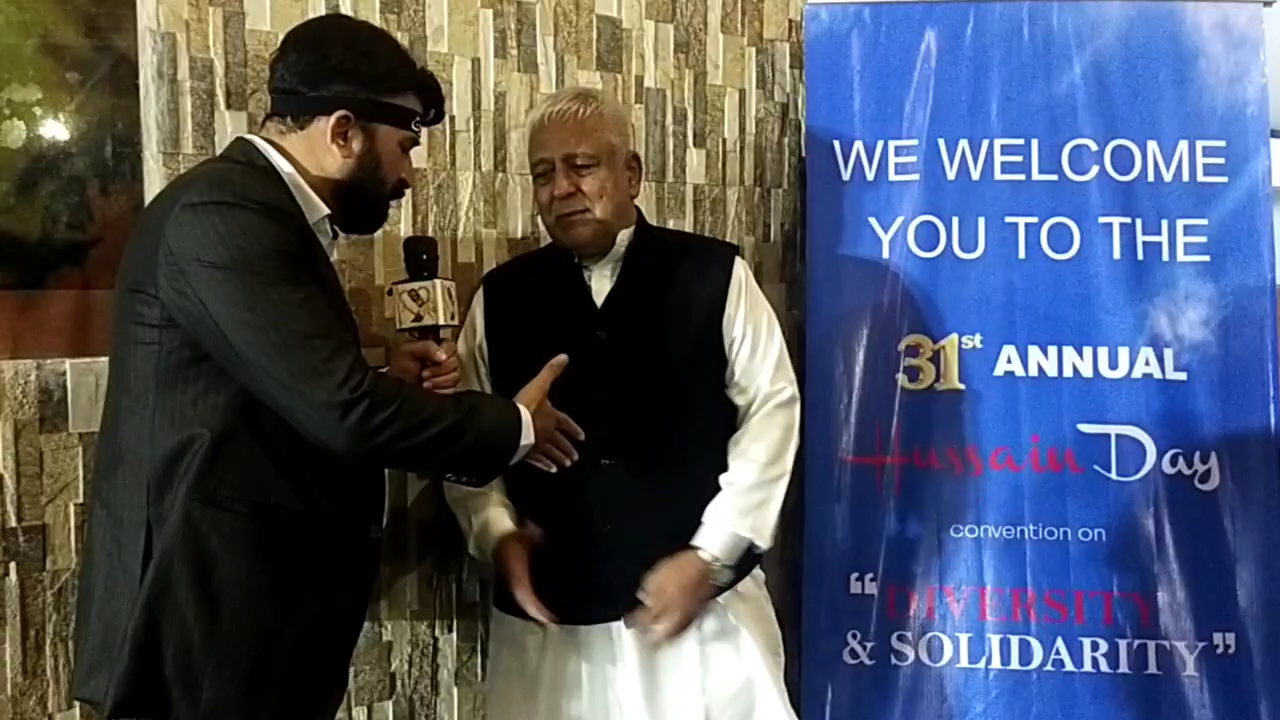 WE WELCOME
YOU TO THE
31st ANNUAL
Hussain Day
convention on
“DIVERSITY
& SOLIDARITY”